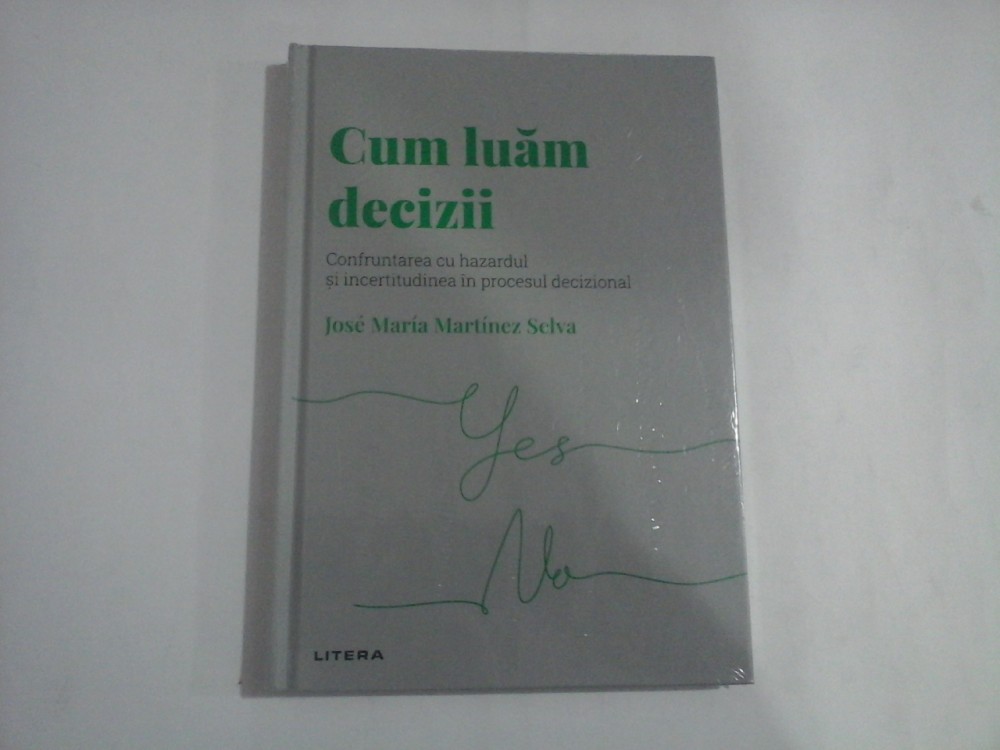 Cum luăm
decizii
Confruntarea cu hazardul
și incertitudinea în procesul decizional
José María Martínez Selva
Yes
No
LITERA